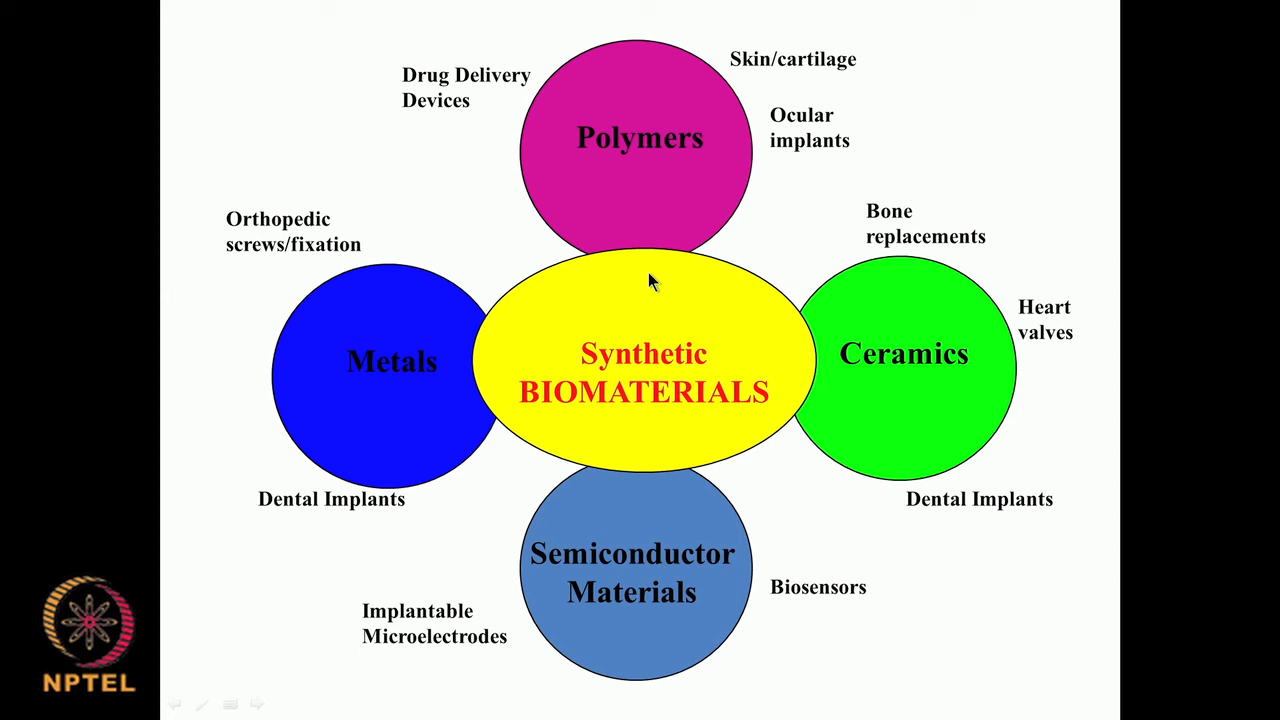 Drug Delivery
Devices
Skin/cartilage
Ocular
implants
Polymers
Orthopedic
screws/fixation
Bone
replacements
Heart
valves
Metals
Synthetic
BIOMATERIALS
Ceramics
Dental Implants
Dental Implants
Semiconductor
Materials
Biosensors
Implantable
Microelectrodes
NPTEL